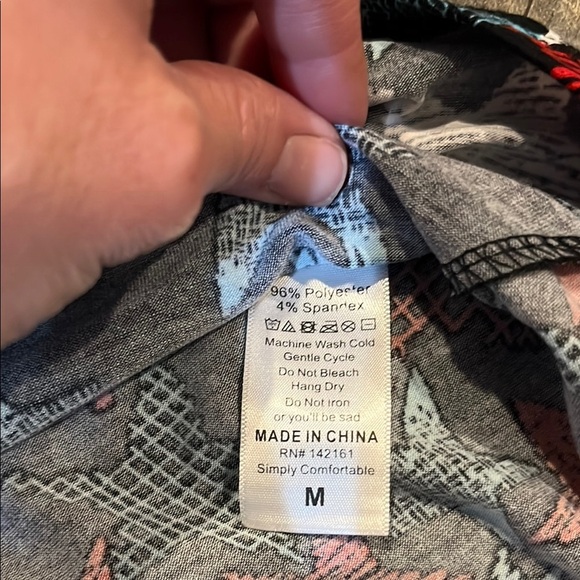 96% Polyester
4% Spandex
Machine Wash Cold
Gentle Cycle
Do Not Bleach
Hang Dry
Do Not iron
or you'll be sad
MADE IN CHINA
RN# 142161
Simply Comfortable
M